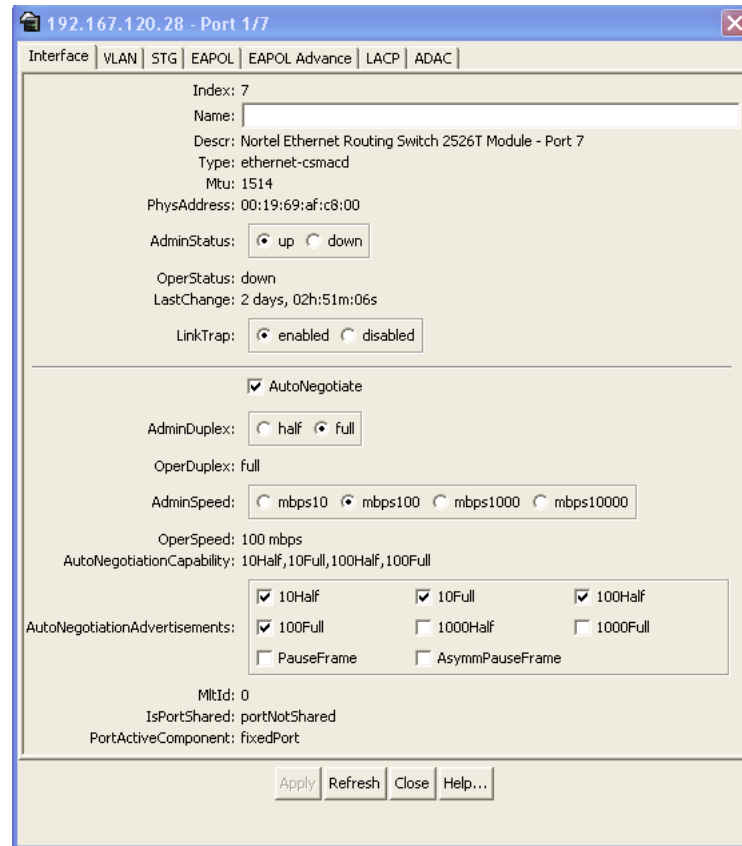 192.167.120.28 - Port 1/7
Interface VLAN STG EAPOL EAPOL Advance LACP ADAC
Index: 7
Name:
Descr: Nortel Ethernet Routing Switch 2526T Module - Port 7
Type: ethernet-csmacd
Mtu: 1514
PhysAddress: 00:19:69:af:c8:00
AdminStatus: up down
OperStatus: down
LastChange: 2 days, 02h:51m:06s
LinkTrap: enabled disabled
AutoNegotiate
AdminDuplex: half full
OperDuplex: full
AdminSpeed: mbps10 mbps100 mbps1000 mbps10000
OperSpeed: 100 mbps
AutoNegotiationCapability: 10Half,10Full,100Half,100Full
10Half 10Full 100Half
AutoNegotiationAdvertisements: 100Full 1000Half 1000Full
PauseFrame AsymmPauseFrame
MltId: 0
IsPortShared: portNotShared
PortActiveComponent: fixedPort
Apply Refresh Close Help...